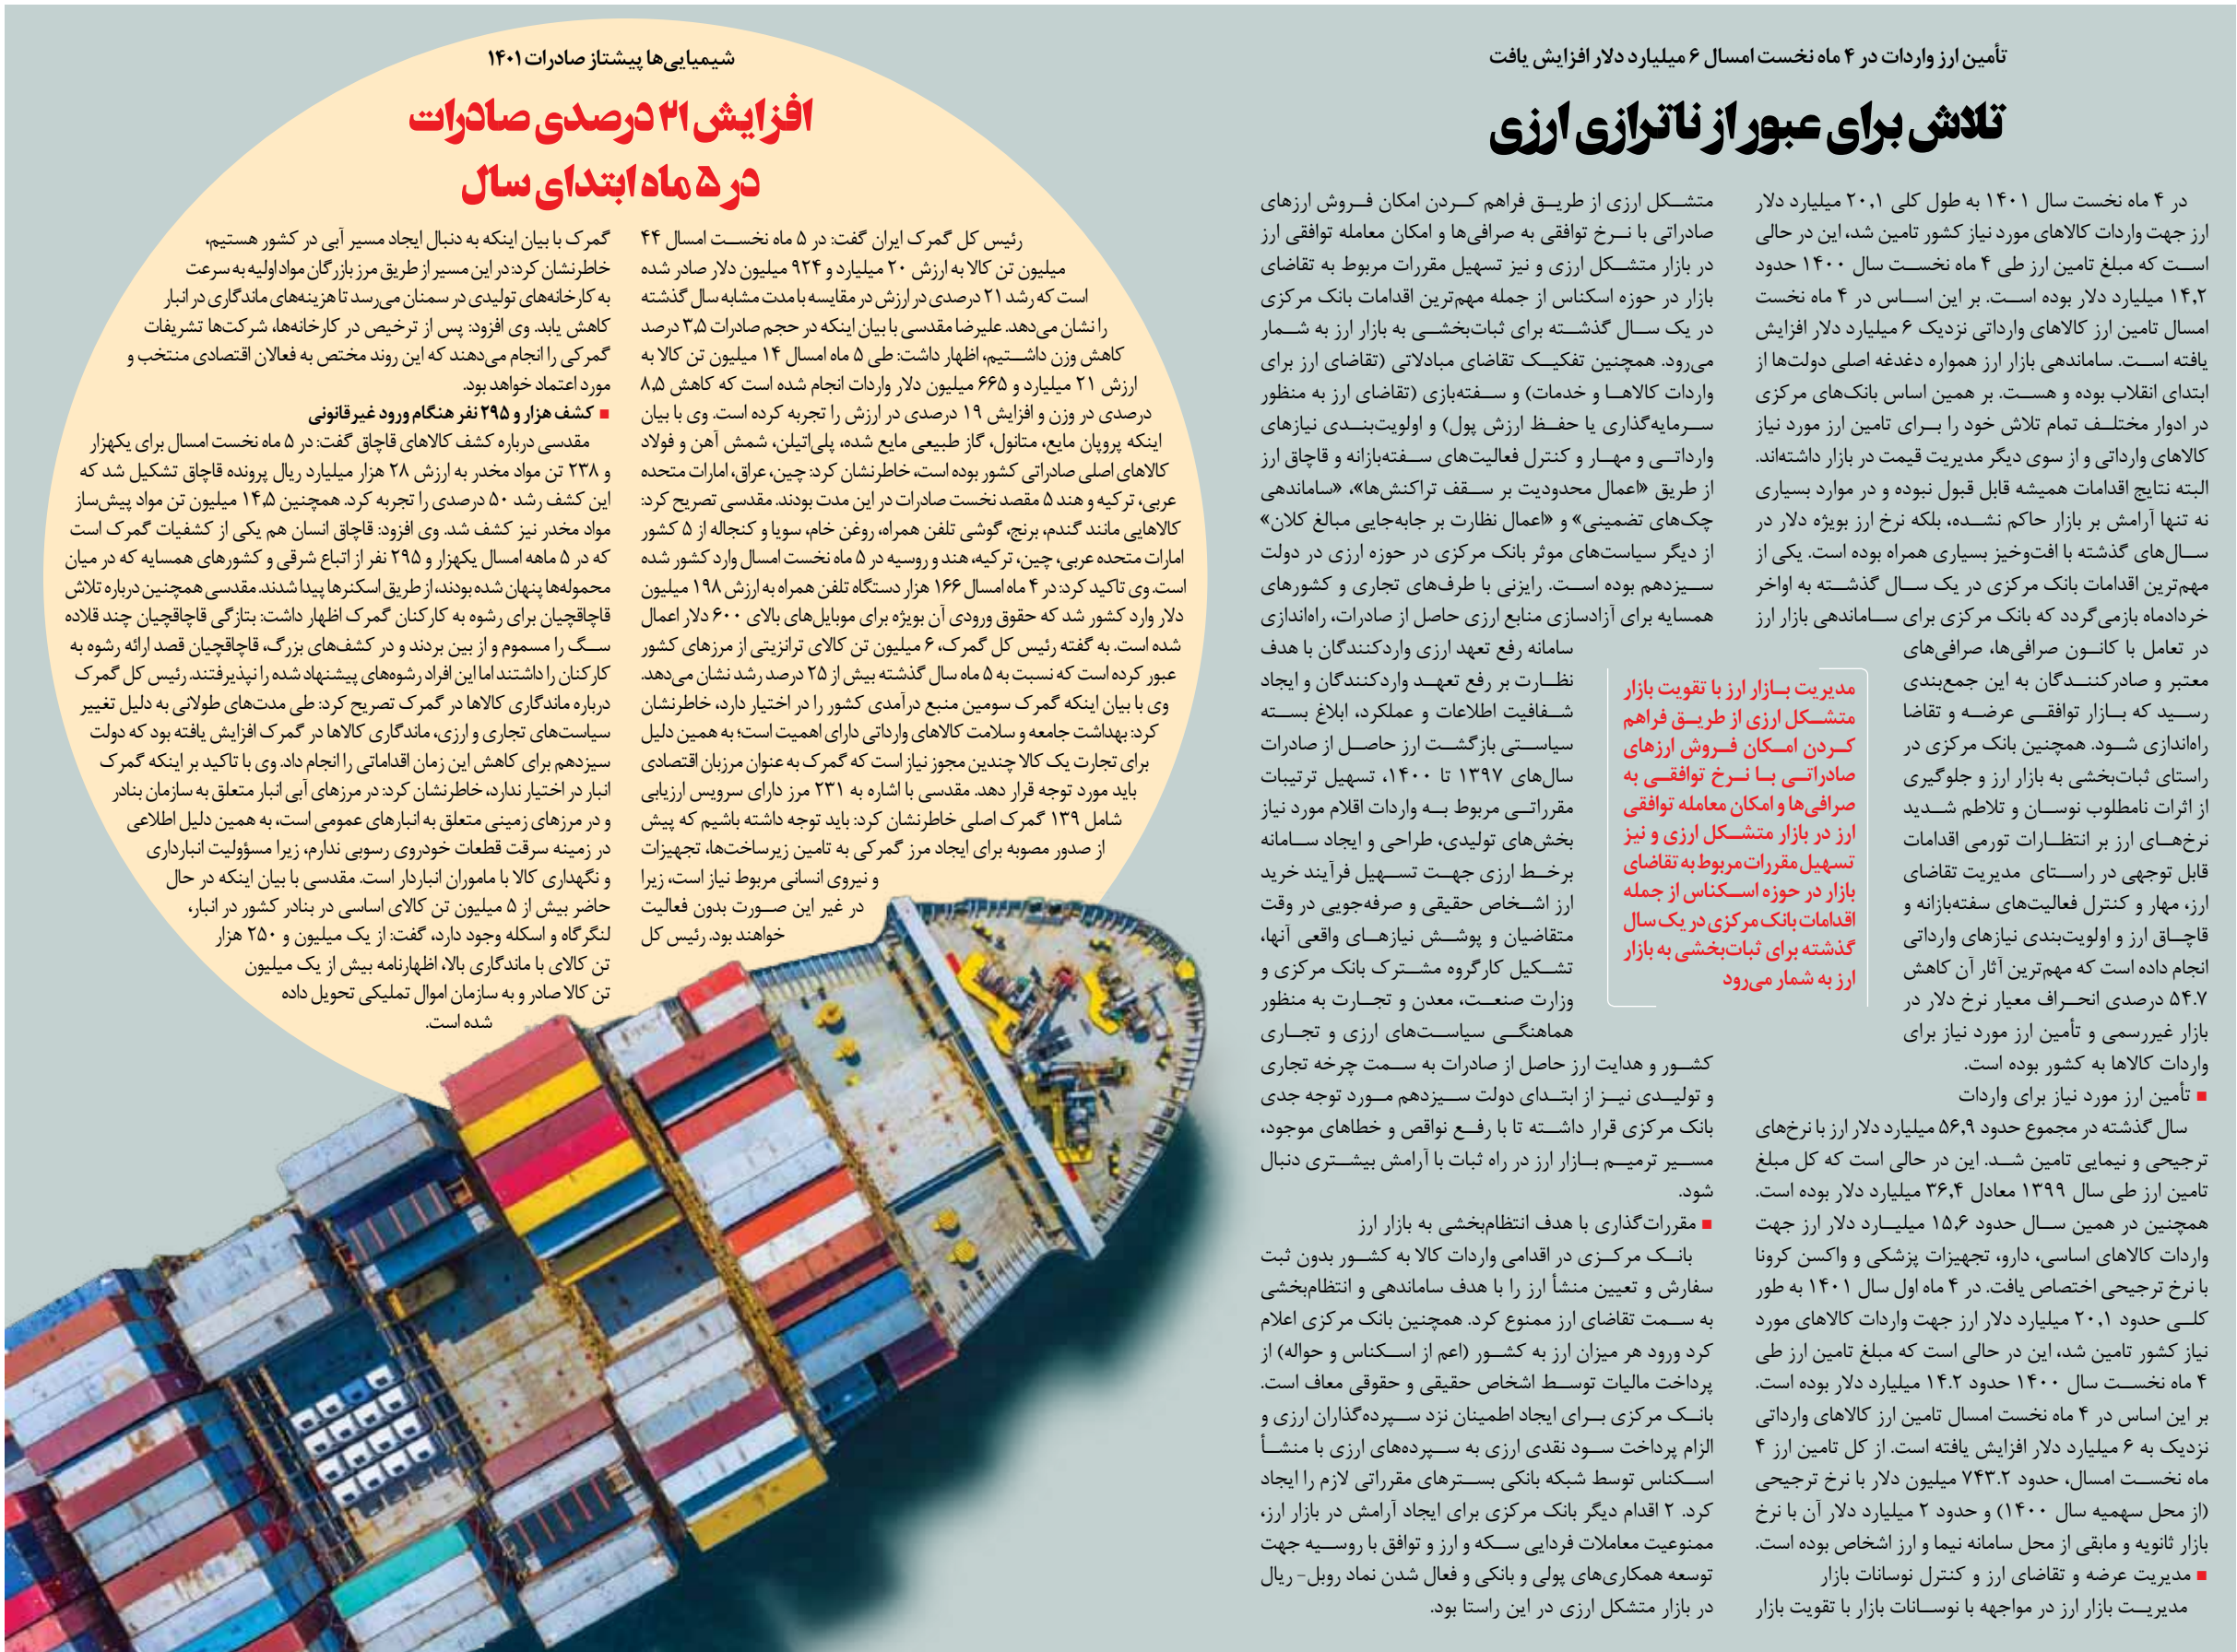 تأمین ارز واردات در ۴ ماه نخست امسال ۶ میلیارد دلار افزایش یافت
تلاش برای عبور از ناترازی ارزی
در ۴ ماه نخست سال ۱۴۰۱ به طول کلی ۲۰٫۱ میلیارد دلار
ارز جهت واردات کالاهای مورد نیاز کشور تامین شد، این در حالی
است که مبلغ تامین ارز طی ۴ ماه نخست سال ۱۴۰۰ حدود
۱۴٫۲ میلیارد دلار بوده است. بر این اساس در ۴ ماه نخست
امسال تامین ارز کالاهای وارداتی نزدیک ۶ میلیارد دلار افزایش
یافته است. ساماندهی بازار ارز همواره دغدغه اصلی دولت‌ها از
ابتدای انقلاب بوده و هست. بر همین اساس بانک‌های مرکزی
در ادوار مختلف تمام تلاش خود را برای تامین ارز مورد نیاز
کالاهای وارداتی و از سوی دیگر مدیریت قیمت در بازار داشته‌اند.
البته نتایج اقدامات همیشه قابل قبول نبوده و در موارد بسیاری
نه تنها آرامش بر بازار حاکم نشده، بلکه نرخ ارز بویژه دلار در
سال‌های گذشته با افت‌وخیز بسیاری همراه بوده است. یکی از
مهم‌ترین اقدامات بانک مرکزی در یک سال گذشته به اواخر
خردادماه بازمی‌گردد که بانک مرکزی برای ساماندهی بازار ارز
در تعامل با کانون صرافی‌ها، صرافی‌های
معتبر و صادرکنندگان به این جمع‌بندی
رسید که بازار توافقی عرضه و تقاضا
راه‌اندازی شود. همچنین بانک مرکزی در
راستای ثبات‌بخشی به بازار ارز و جلوگیری
از اثرات نامطلوب نوسان و تلاطم شدید
نرخ‌های ارز بر انتظارات تورمی اقدامات
قابل توجهی در راستای مدیریت تقاضای
ارز، مهار و کنترل فعالیت‌های سفته‌بازانه و
قاچاق ارز و اولویت‌بندی نیازهای وارداتی
انجام داده است که مهم‌ترین آثار آن کاهش
۵۴.۷ درصدی انحراف معیار نرخ دلار در
بازار غیررسمی و تأمین ارز مورد نیاز برای
واردات کالاها به کشور بوده است.
■ تأمین ارز مورد نیاز برای واردات
سال گذشته در مجموع حدود ۵۶٫۹ میلیارد دلار ارز با نرخ‌های
ترجیحی و نیمایی تامین شد. این در حالی است که کل مبلغ
تامین ارز طی سال ۱۳۹۹ معادل ۳۶٫۴ میلیارد دلار بوده است.
همچنین در همین سال حدود ۱۵٫۶ میلیارد دلار ارز جهت
واردات کالاهای اساسی، دارو، تجهیزات پزشکی و واکسن کرونا
با نرخ ترجیحی اختصاص یافت. در ۴ ماه اول سال ۱۴۰۱ به طور
کلی حدود ۲۰٫۱ میلیارد دلار ارز جهت واردات کالاهای مورد
نیاز کشور تامین شد، این در حالی است که مبلغ تامین ارز طی
۴ ماه نخست سال ۱۴۰۰ حدود ۱۴.۲ میلیارد دلار بوده است.
بر این اساس در ۴ ماه نخست امسال تامین ارز کالاهای وارداتی
نزدیک به ۶ میلیارد دلار افزایش یافته است. از کل تامین ارز ۴
ماه نخست امسال، حدود ۷۴۳.۲ میلیون دلار با نرخ ترجیحی
(از محل سهمیه سال ۱۴۰۰) و حدود ۲ میلیارد دلار آن با نرخ
بازار ثانویه و مابقی از محل سامانه نیما و ارز اشخاص بوده است.
■ مدیریت عرضه و تقاضای ارز و کنترل نوسانات بازار
مدیریت بازار ارز در مواجهه با نوسانات بازار با تقویت بازار
متشکل ارزی از طریق فراهم کردن امکان فروش ارزهای
صادراتی با نرخ توافقی به صرافی‌ها و امکان معامله توافقی ارز
در بازار متشکل ارزی و نیز تسهیل مقررات مربوط به تقاضای
بازار در حوزه اسکناس از جمله مهم‌ترین اقدامات بانک مرکزی
در یک سال گذشته برای ثبات‌بخشی به بازار ارز به شمار
می‌رود. همچنین تفکیک تقاضای مبادلاتی (تقاضای ارز برای
واردات کالاها و خدمات) و سفته‌بازی (تقاضای ارز به منظور
سرمایه‌گذاری یا حفظ ارزش پول) و اولویت‌بندی نیازهای
وارداتی و مهار و کنترل فعالیت‌های سفته‌بازانه و قاچاق ارز
از طریق «اعمال محدودیت بر سقف تراکنش‌ها»، «ساماندهی
چک‌های تضمینی» و «اعمال نظارت بر جابه‌جایی مبالغ کلان»
از دیگر سیاست‌های موثر بانک مرکزی در حوزه ارزی در دولت
سیزدهم بوده است. رایزنی با طرف‌های تجاری و کشورهای
همسایه برای آزادسازی منابع ارزی حاصل از صادرات، راه‌اندازی
سامانه رفع تعهد ارزی واردکنندگان با هدف
نظارت بر رفع تعهد واردکنندگان و ایجاد
شفافیت اطلاعات و عملکرد، ابلاغ بسته
سیاستی بازگشت ارز حاصل از صادرات
سال‌های ۱۳۹۷ تا ۱۴۰۰، تسهیل ترتیبات
مقرراتی مربوط به واردات اقلام مورد نیاز
بخش‌های تولیدی، طراحی و ایجاد سامانه
برخط ارزی جهت تسهیل فرآیند خرید
ارز اشخاص حقیقی و صرفه‌جویی در وقت
متقاضیان و پوشش نیازهای واقعی آنها،
تشکیل کارگروه مشترک بانک مرکزی و
وزارت صنعت، معدن و تجارت به منظور
هماهنگی سیاست‌های ارزی و تجاری
کشور و هدایت ارز حاصل از صادرات به سمت چرخه تجاری
و تولیدی نیز از ابتدای دولت سیزدهم مورد توجه جدی
بانک مرکزی قرار داشته تا با رفع نواقص و خطاهای موجود،
مسیر ترمیم بازار ارز در راه ثبات با آرامش بیشتری دنبال
شود.
■ مقررات‌گذاری با هدف انتظام‌بخشی به بازار ارز
بانک مرکزی در اقدامی واردات کالا به کشور بدون ثبت
سفارش و تعیین منشأ ارز را با هدف ساماندهی و انتظام‌بخشی
به سمت تقاضای ارز ممنوع کرد. همچنین بانک مرکزی اعلام
کرد ورود هر میزان ارز به کشور (اعم از اسکناس و حواله) از
پرداخت مالیات توسط اشخاص حقیقی و حقوقی معاف است.
بانک مرکزی برای ایجاد اطمینان نزد سپرده‌گذاران ارزی و
الزام پرداخت سود نقدی ارزی به سپرده‌های ارزی با منشأ
اسکناس توسط شبکه بانکی بسترهای مقرراتی لازم را ایجاد
کرد. ۲ اقدام دیگر بانک مرکزی برای ایجاد آرامش در بازار ارز،
ممنوعیت معاملات فردایی سکه و ارز و توافق با روسیه جهت
توسعه همکاری‌های پولی و بانکی و فعال شدن نماد روبل- ریال
در بازار متشکل ارزی در این راستا بود.
مدیریت بازار ارز با تقویت بازار
متشکل ارزی از طریق فراهم
کردن امکان فروش ارزهای
صادراتی با نرخ توافقی به
صرافی‌ها و امکان معامله توافقی
ارز در بازار متشکل ارزی و نیز
تسهیل مقررات مربوط به تقاضای
بازار در حوزه اسکناس از جمله
اقدامات بانک مرکزی در یک سال
گذشته برای ثبات‌بخشی به بازار
ارز به شمار می‌رود
شیمیایی‌ها پیشتاز صادرات ۱۴۰۱
افزایش ۲۱ درصدی صادرات
در ۵ ماه ابتدای سال
رئیس کل گمرک ایران گفت: در ۵ ماه نخست امسال ۴۴
میلیون تن کالا به ارزش ۲۰ میلیارد و ۹۲۴ میلیون دلار صادر شده
است که رشد ۲۱ درصدی در ارزش در مقایسه با مدت مشابه سال گذشته
را نشان می‌دهد. علیرضا مقدسی با بیان اینکه در حجم صادرات ۳٫۵ درصد
کاهش وزن داشتیم، اظهار داشت: طی ۵ ماه امسال ۱۴ میلیون تن کالا به
ارزش ۲۱ میلیارد و ۶۶۵ میلیون دلار واردات انجام شده است که کاهش ۸٫۵
درصدی در وزن و افزایش ۱۹ درصدی در ارزش را تجربه کرده است. وی با بیان
اینکه پروپان مایع، متانول، گاز طبیعی مایع شده، پلی‌اتیلن، شمش آهن و فولاد
کالاهای اصلی صادراتی کشور بوده است، خاطرنشان کرد: چین، عراق، امارات متحده
عربی، ترکیه و هند ۵ مقصد نخست صادرات در این مدت بودند. مقدسی تصریح کرد:
کالاهایی مانند گندم، برنج، گوشی تلفن همراه، روغن خام، سویا و کنجاله از ۵ کشور
امارات متحده عربی، چین، ترکیه، هند و روسیه در ۵ ماه نخست امسال وارد کشور شده
است. وی تاکید کرد: در ۴ ماه امسال ۱۶۶ هزار دستگاه تلفن همراه به ارزش ۱۹۸ میلیون
دلار وارد کشور شد که حقوق ورودی آن بویژه برای موبایل‌های بالای ۶۰۰ دلار اعمال
شده است. به گفته رئیس کل گمرک، ۶ میلیون تن کالای ترانزیتی از مرزهای کشور
عبور کرده است که نسبت به ۵ ماه سال گذشته بیش از ۲۵ درصد رشد نشان می‌دهد.
وی با بیان اینکه گمرک سومین منبع درآمدی کشور را در اختیار دارد، خاطرنشان
کرد: بهداشت جامعه و سلامت کالاهای وارداتی دارای اهمیت است؛ به همین دلیل
برای تجارت یک کالا چندین مجوز نیاز است که گمرک به عنوان مرزبان اقتصادی
باید مورد توجه قرار دهد. مقدسی با اشاره به ۲۳۱ مرز دارای سرویس ارزیابی
شامل ۱۳۹ گمرک اصلی خاطرنشان کرد: باید توجه داشته باشیم که پیش
از صدور مصوبه برای ایجاد مرز گمرکی به تامین زیرساخت‌ها، تجهیزات
و نیروی انسانی مربوط نیاز است، زیرا
در غیر این صورت بدون فعالیت
خواهند بود. رئیس کل
گمرک با بیان اینکه به دنبال ایجاد مسیر آبی در کشور هستیم،
خاطرنشان کرد: در این مسیر از طریق مرز بازرگان مواد اولیه به سرعت
به کارخانه‌های تولیدی در سمنان می‌رسد تا هزینه‌های ماندگاری در انبار
کاهش یابد. وی افزود: پس از ترخیص در کارخانه‌ها، شرکت‌ها تشریفات
گمرکی را انجام می‌دهند که این روند مختص به فعالان اقتصادی منتخب و
مورد اعتماد خواهد بود.
■ کشف هزار و ۲۹۵ نفر هنگام ورود غیرقانونی
مقدسی درباره کشف کالاهای قاچاق گفت: در ۵ ماه نخست امسال برای یکهزار
و ۲۳۸ تن مواد مخدر به ارزش ۲۸ هزار میلیارد ریال پرونده قاچاق تشکیل شد که
این کشف رشد ۵۰ درصدی را تجربه کرد. همچنین ۱۴٫۵ میلیون تن مواد پیش‌ساز
مواد مخدر نیز کشف شد. وی افزود: قاچاق انسان هم یکی از کشفیات گمرک است
که در ۵ ماهه امسال یکهزار و ۲۹۵ نفر از اتباع شرقی و کشورهای همسایه که در میان
محموله‌ها پنهان شده بودند، از طریق اسکنرها پیدا شدند. مقدسی همچنین درباره تلاش
قاچاقچیان برای رشوه به کارکنان گمرک اظهار داشت: بتازگی قاچاقچیان چند قلاده
سگ را مسموم و از بین بردند و در کشف‌های بزرگ، قاچاقچیان قصد ارائه رشوه به
کارکنان را داشتند اما این افراد رشوه‌های پیشنهاد شده را نپذیرفتند. رئیس کل گمرک
درباره ماندگاری کالاها در گمرک تصریح کرد: طی مدت‌های طولانی به دلیل تغییر
سیاست‌های تجاری و ارزی، ماندگاری کالاها در گمرک افزایش یافته بود که دولت
سیزدهم برای کاهش این زمان اقداماتی را انجام داد. وی با تاکید بر اینکه گمرک
انبار در اختیار ندارد، خاطرنشان کرد: در مرزهای آبی انبار متعلق به سازمان بنادر
و در مرزهای زمینی متعلق به انبارهای عمومی است، به همین دلیل اطلاعی
در زمینه سرقت قطعات خودروی رسوبی ندارم، زیرا مسؤولیت انبارداری
و نگهداری کالا با ماموران انباردار است. مقدسی با بیان اینکه در حال
حاضر بیش از ۵ میلیون تن کالای اساسی در بنادر کشور در انبار،
لنگرگاه و اسکله وجود دارد، گفت: از یک میلیون و ۲۵۰ هزار
تن کالای با ماندگاری بالا، اظهارنامه بیش از یک میلیون
تن کالا صادر و به سازمان اموال تملیکی تحویل داده
شده است.